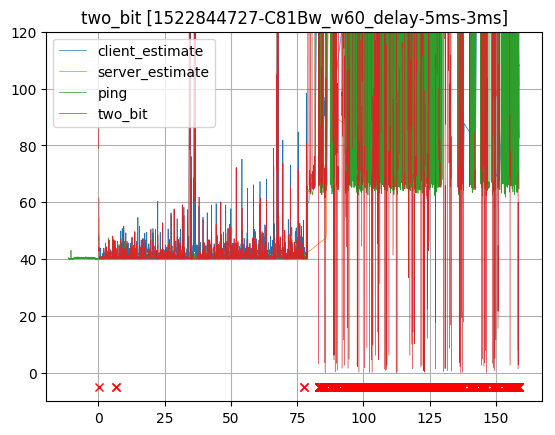 two_bit [1522844727-C81Bw_w60_delay-5ms-3ms]
120
100
80
60
40
20
0
client_estimate
server_estimate
ping
two_bit
0 25 50 75 100 125 150